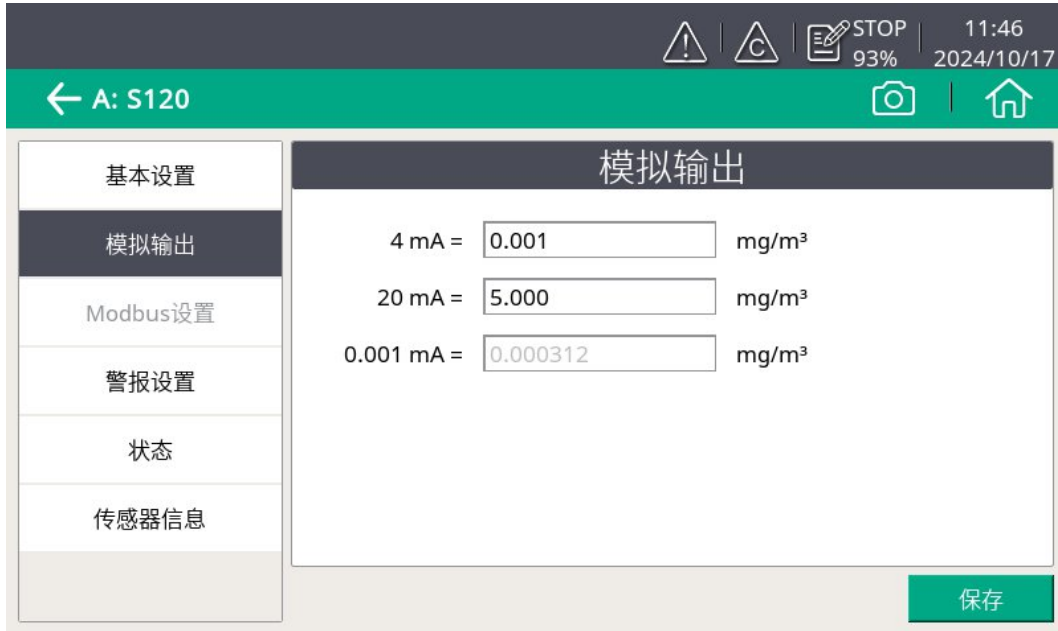 STOP 11:46
93% 2024/10/17
A: S120
基本设置
模拟输出
Modbus设置
警报设置
状态
传感器信息
模拟输出
4 mA = 0.001 mg/m³
20 mA = 5.000 mg/m³
0.001 mA = 0.000312 mg/m³
保存